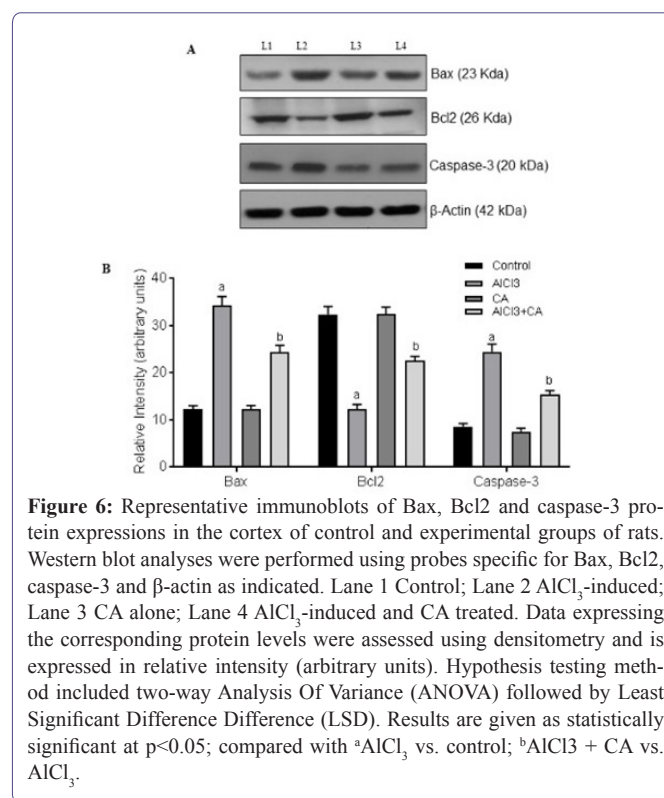 A
L1 L2 L3 L4
Bax (23 Kda)
Bcl2 (26 Kda)
Caspase-3 (20 kDa)
β-Actin (42 kDa)
B
Relative Intensity (arbitrary units)
40
30
20
10
0
Control
AlCl3
CA
AlCl3+CA
a
b
a
b
a
b
Bax
Bcl2
Caspase-3
Figure 6: Representative immunoblots of Bax, Bcl2 and caspase-3 pro-
tein expressions in the cortex of control and experimental groups of rats.
Western blot analyses were performed using probes specific for Bax, Bcl2,
caspase-3 and β-actin as indicated. Lane 1 Control; Lane 2 AlCl₃-induced;
Lane 3 CA alone; Lane 4 AlCl₃-induced and CA treated. Data expressing
the corresponding protein levels were assessed using densitometry and is
expressed in relative intensity (arbitrary units). Hypothesis testing meth-
od included two-way Analysis Of Variance (ANOVA) followed by Least
Significant Difference Difference (LSD). Results are given as statistically
significant at p<0.05; compared with ᵃAlCl₃ vs. control; ᵇAlCl3 + CA vs.
AlCl₃.